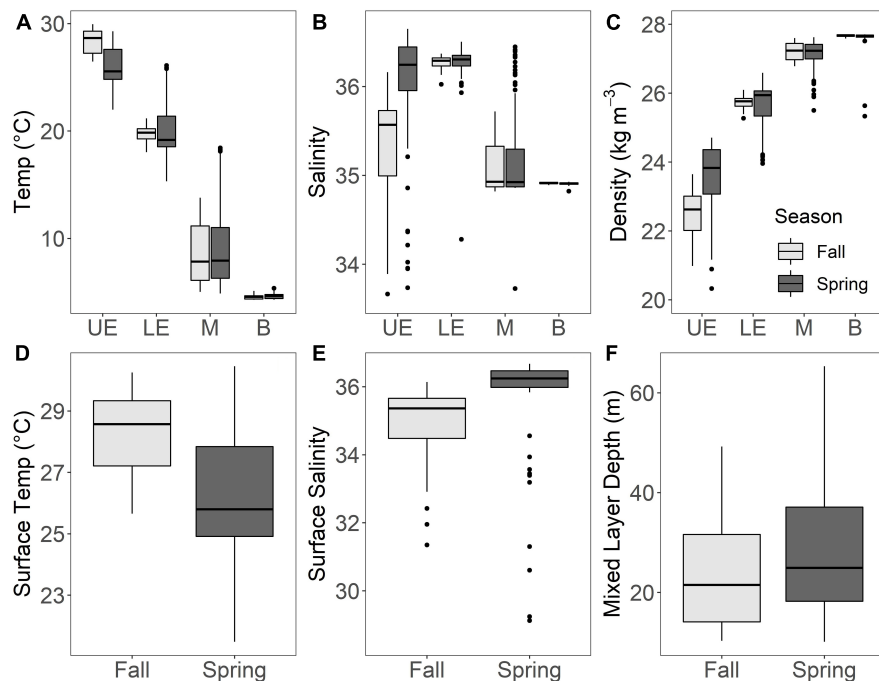 A
Temp (°C)
30
20
10
UE LE M B
B
Salinity
36
35
34
UE LE M B
C
Density (kg m⁻³)
28
26
24
22
20
Season
Fall
Spring
UE LE M B
D
Surface Temp (°C)
29
27
25
23
Fall Spring
E
Surface Salinity
36
34
32
30
Fall Spring
F
Mixed Layer Depth (m)
60
40
20
Fall Spring